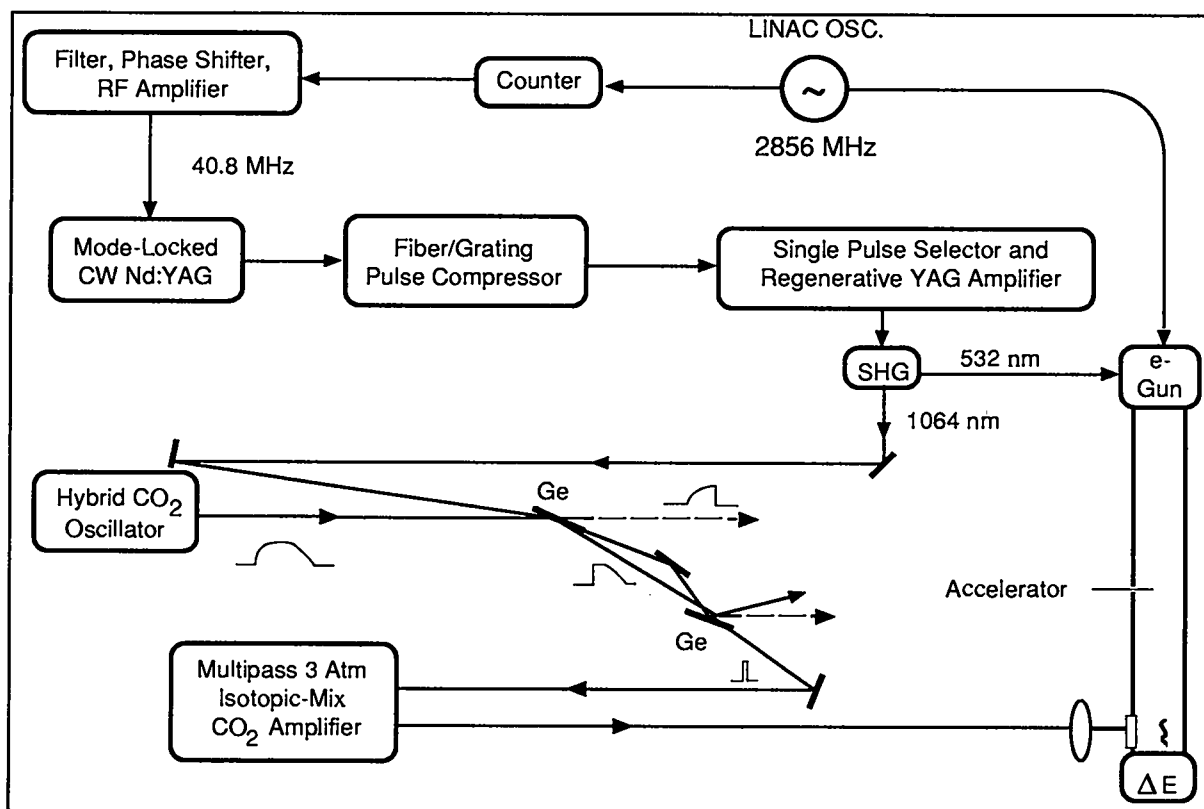 LINAC OSC.
Filter, Phase Shifter,
RF Amplifier
Counter
~
2856 MHz
40.8 MHz
Mode-Locked
CW Nd:YAG
Fiber/Grating
Pulse Compressor
Single Pulse Selector and
Regenerative YAG Amplifier
SHG
532 nm
e-
Gun
1064 nm
Hybrid CO2
Oscillator
Ge
Accelerator
Ge
Multipass 3 Atm
Isotopic-Mix
CO2 Amplifier
ΔE